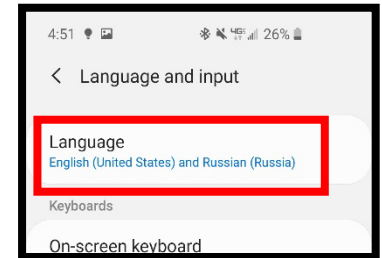 4:51 26%
Language and input
Language
English (United States) and Russian (Russia)
Keyboards
On-screen keyboard